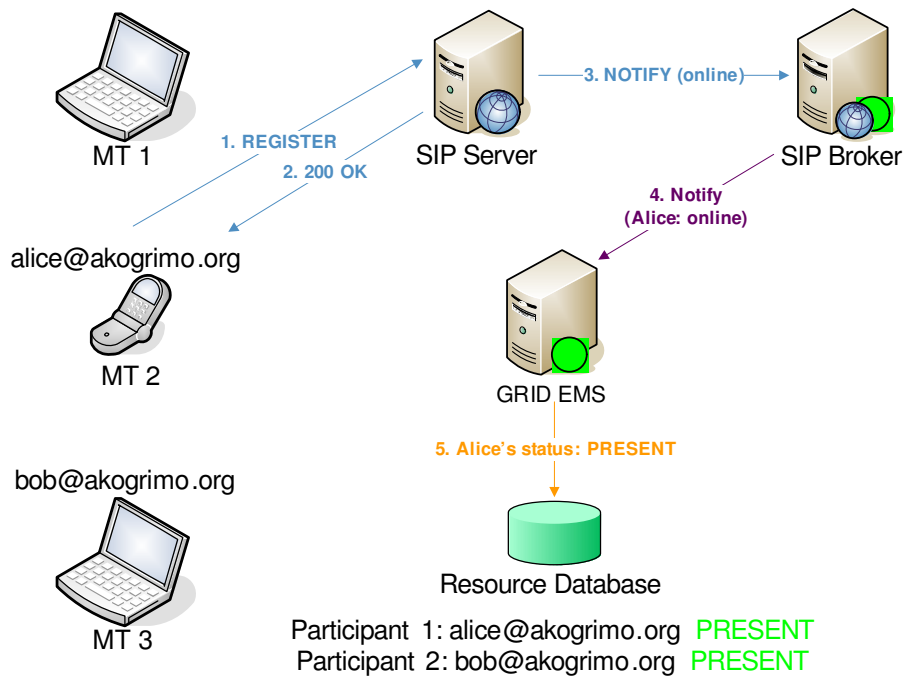 MT 1
SIP Server
3. NOTIFY (online)
SIP Broker
1. REGISTER
2. 200 OK
4. Notify
(Alice: online)
alice@akogrimo.org
MT 2
GRID EMS
5. Alice's status: PRESENT
bob@akogrimo.org
MT 3
Resource Database
Participant 1: alice@akogrimo.org PRESENT
Participant 2: bob@akogrimo.org PRESENT